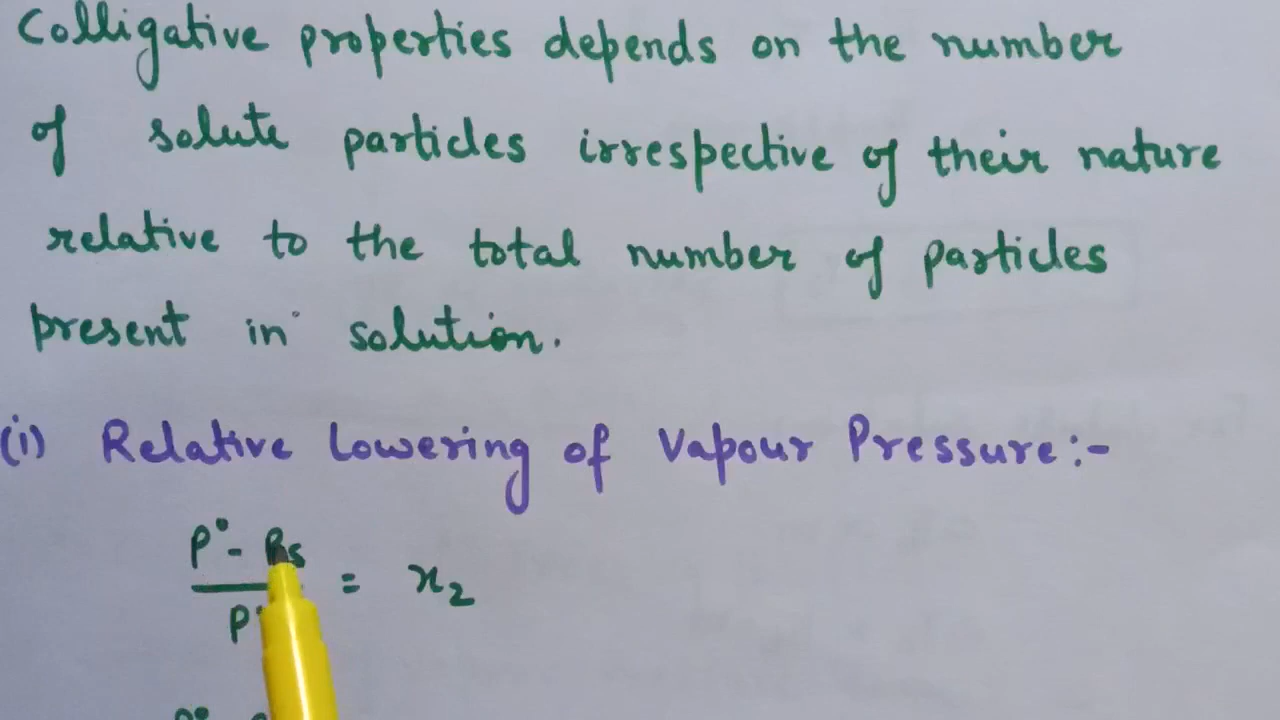 Colligative properties depends on the number
of solute particles irrespective of their nature
relative to the total number of particles
present in solution.
(i) Relative Lowering of Vapour Pressure:-
P° - Ps
= x2
P°